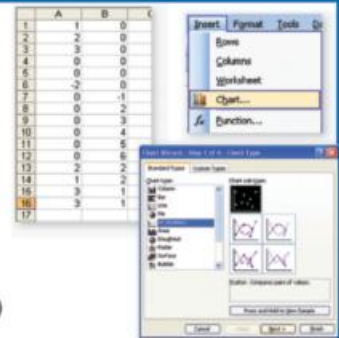 A B C
1 1 0
2 2 0
3 3 0
4 0 0
5 0 0
6 -2 0
7 0 -1
8 0 2
9 0 3
10 0 4
11 0 5
12 0 6
13 2 2
14 1 2
15 3 1
16 3 1
17
Insert Format Tools
Rows
Columns
Worksheet
Chart...
fx Function...
Chart Wizard - Step 1 of 4 - Chart Type
Standard Types Custom Types
Chart type:
Column
Bar
Line
Pie
Area
Doughnut
Radar
Surface
Bubble
Chart sub-type:
Scatter. Compares pairs of values.
Press and Hold to View Sample
Cancel
Next >
Finish